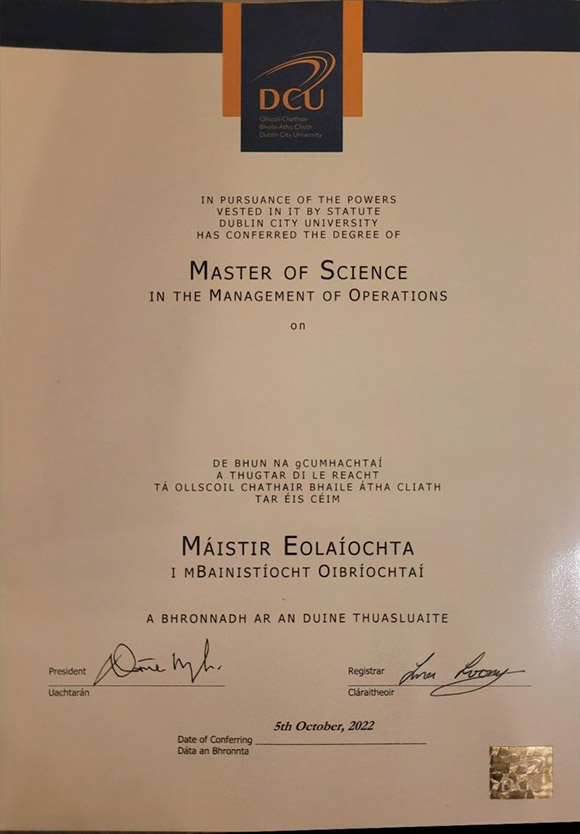 DCU
Ollscoil Chathair
Bhaile Átha Cliath
Dublin City University
IN PURSUANCE OF THE POWERS
VESTED IN IT BY STATUTE
DUBLIN CITY UNIVERSITY
HAS CONFERRED THE DEGREE OF
MASTER OF SCIENCE
IN THE MANAGEMENT OF OPERATIONS
on
DE BHUN NA gCUMHACHTAÍ
A THUGTAR DI LE REACHT
TÁ OLLSCOIL CHATHAIR BHAILE ÁTHA CLIATH
TAR ÉIS CÉIM
MÁISTIR EOLAÍOCHTA
I MBAINISTÍOCHT OIBRÍOCHTAÍ
A BHRONNADH AR AN DUINE THUASLUAITE
President
Uachtarán
Registrar
Cláraitheoir
5th October, 2022
Date of Conferring
Dáta an Bhronnta
DCU